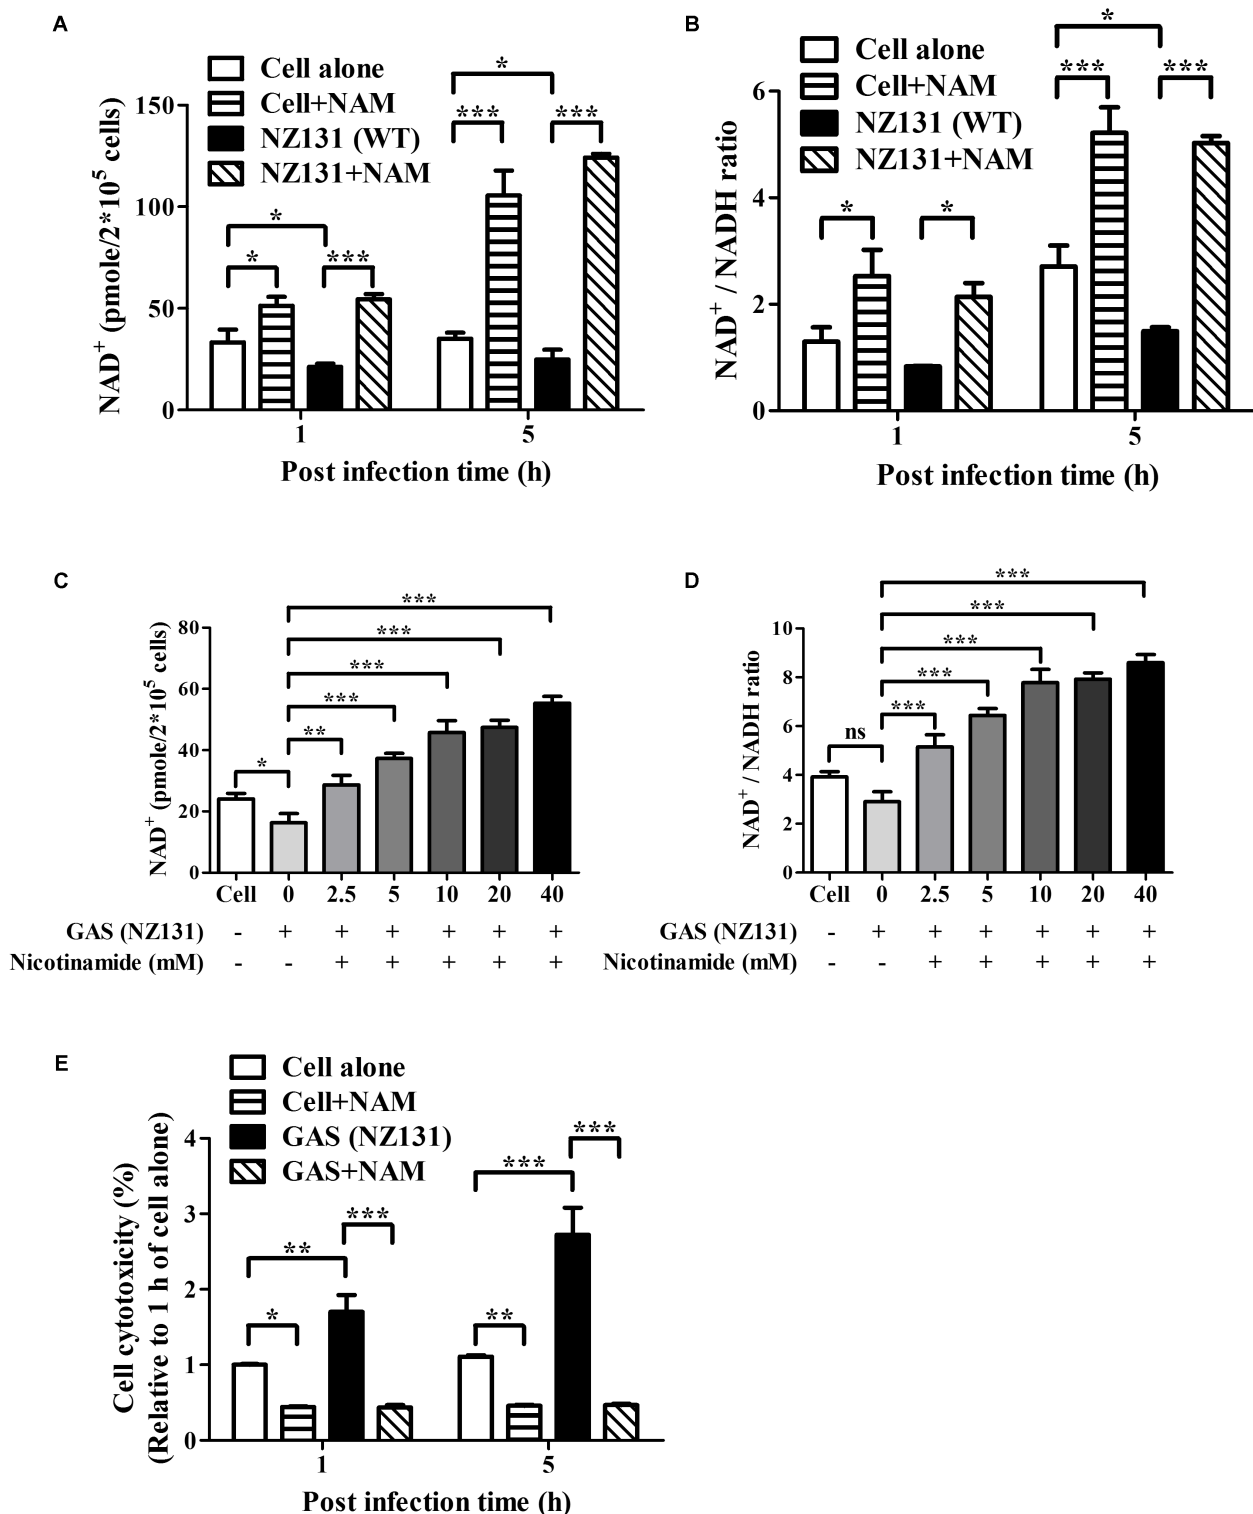 A
Cell alone
Cell+NAM
NZ131 (WT)
NZ131+NAM
NAD+ (pmole/2*10^5 cells)
150
100
50
0
*
*
***
*
***
***
1
5
Post infection time (h)
B
Cell alone
Cell+NAM
NZ131 (WT)
NZ131+NAM
NAD+ / NADH ratio
6
4
2
0
*
*
*
***
***
1
5
Post infection time (h)
C
NAD+ (pmole/2*10^5 cells)
80
60
40
20
0
***
***
***
***
**
*
Cell 0 2.5 5 10 20 40
GAS (NZ131) - + + + + + +
Nicotinamide (mM) - - + + + + +
D
NAD+ / NADH ratio
10
8
6
4
2
0
***
***
***
***
***
ns
Cell 0 2.5 5 10 20 40
GAS (NZ131) - + + + + + +
Nicotinamide (mM) - - + + + + +
E
Cell alone
Cell+NAM
GAS (NZ131)
GAS+NAM
Cell cytotoxicity (%)
(Relative to 1 h of cell alone)
4
3
2
1
0
***
**
*
***
***
**
1
5
Post infection time (h)